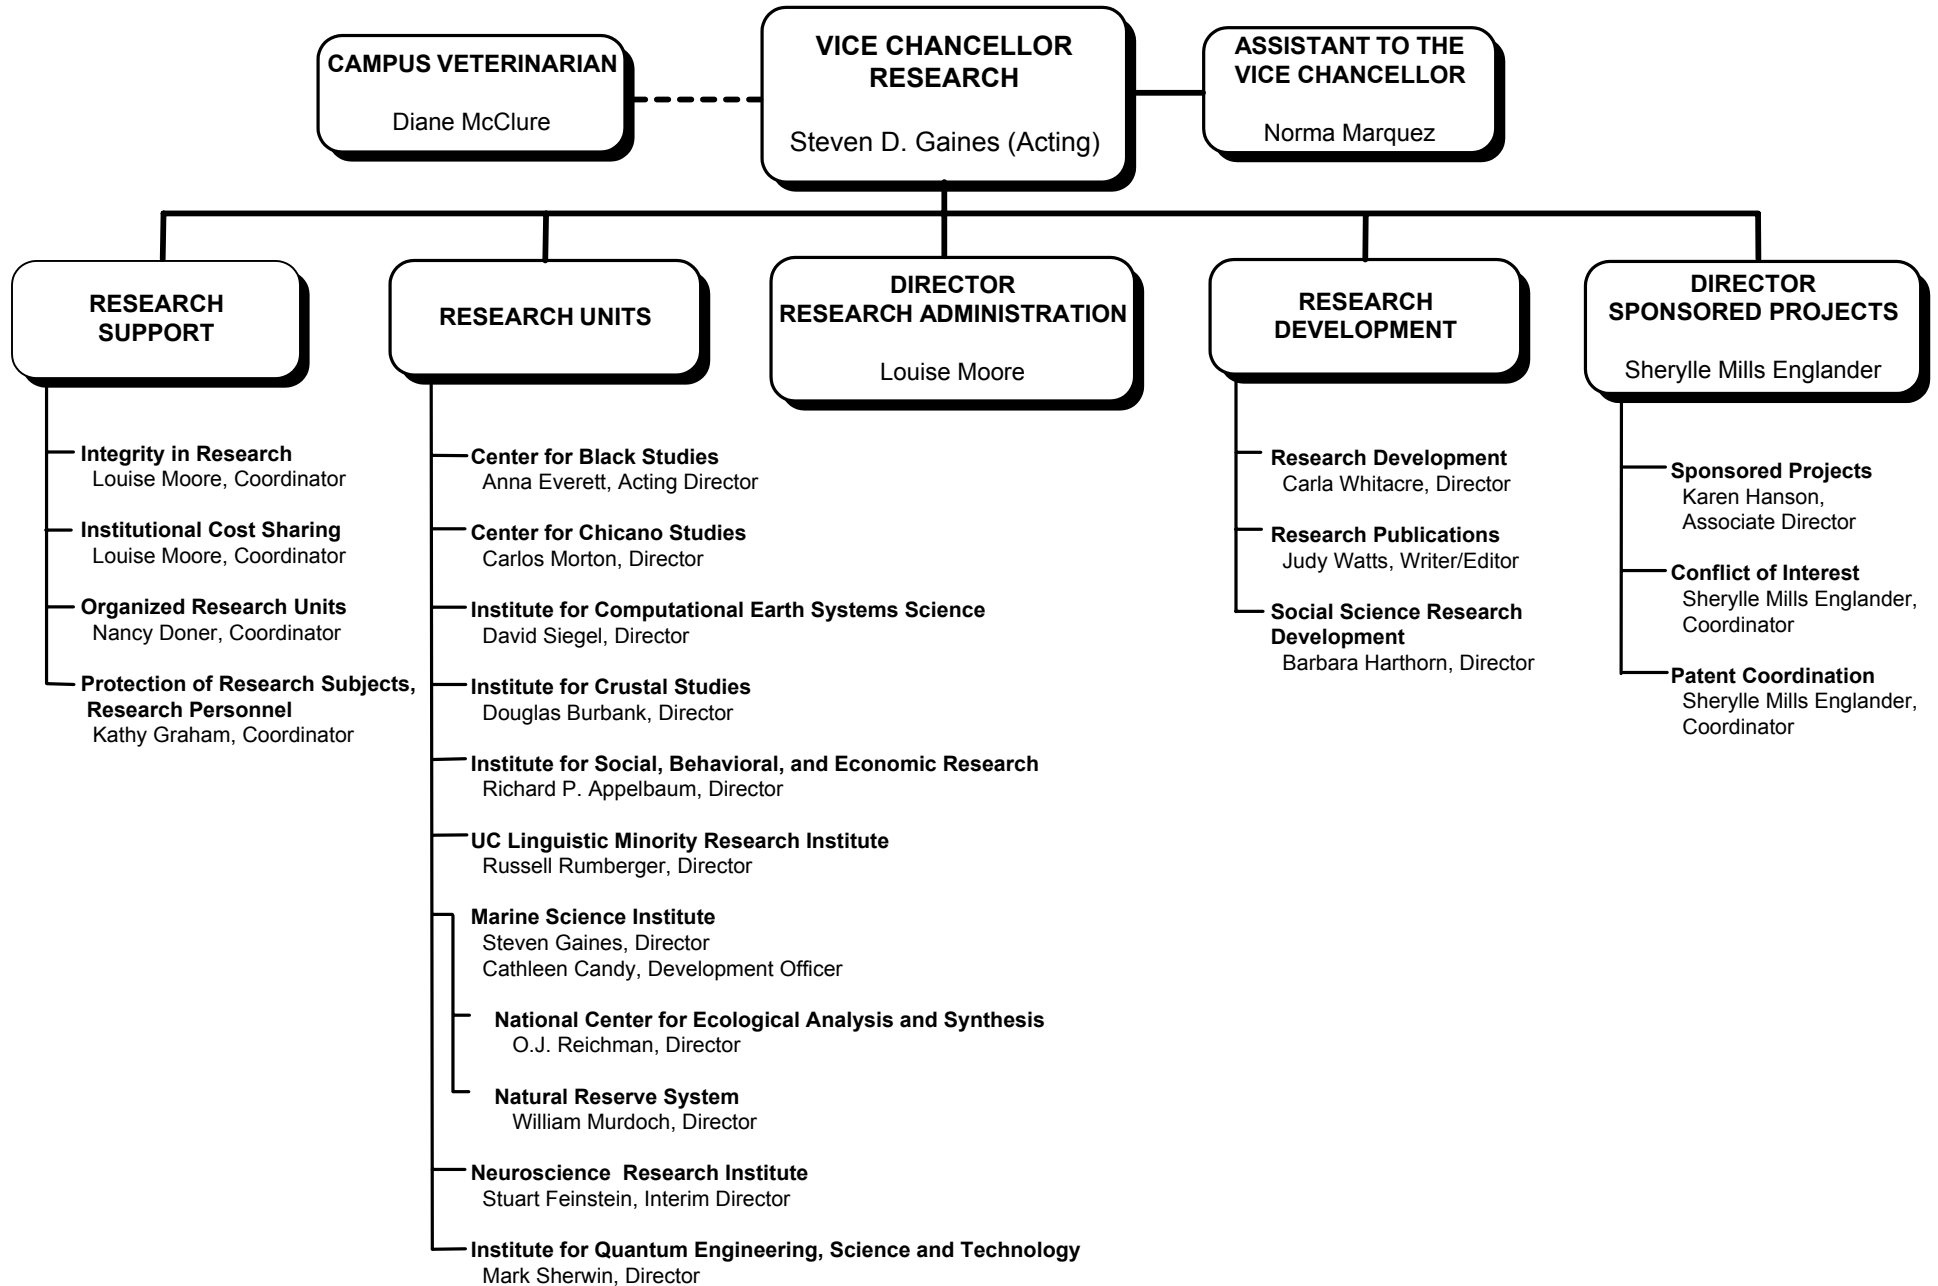 CAMPUS VETERINARIAN
Diane McClure
VICE CHANCELLOR
RESEARCH
Steven D. Gaines (Acting)
ASSISTANT TO THE
VICE CHANCELLOR
Norma Marquez
RESEARCH
SUPPORT
Integrity in Research
Louise Moore, Coordinator
Institutional Cost Sharing
Louise Moore, Coordinator
Organized Research Units
Nancy Doner, Coordinator
Protection of Research Subjects,
Research Personnel
Kathy Graham, Coordinator
RESEARCH UNITS
Center for Black Studies
Anna Everett, Acting Director
Center for Chicano Studies
Carlos Morton, Director
Institute for Computational Earth Systems Science
David Siegel, Director
Institute for Crustal Studies
Douglas Burbank, Director
Institute for Social, Behavioral, and Economic Research
Richard P. Appelbaum, Director
UC Linguistic Minority Research Institute
Russell Rumberger, Director
Marine Science Institute
Steven Gaines, Director
Cathleen Candy, Development Officer
National Center for Ecological Analysis and Synthesis
O.J. Reichman, Director
Natural Reserve System
William Murdoch, Director
Neuroscience Research Institute
Stuart Feinstein, Interim Director
Institute for Quantum Engineering, Science and Technology
Mark Sherwin, Director
DIRECTOR
RESEARCH ADMINISTRATION
Louise Moore
RESEARCH
DEVELOPMENT
Research Development
Carla Whitacre, Director
Research Publications
Judy Watts, Writer/Editor
Social Science Research
Development
Barbara Harthorn, Director
DIRECTOR
SPONSORED PROJECTS
Sherylle Mills Englander
Sponsored Projects
Karen Hanson,
Associate Director
Conflict of Interest
Sherylle Mills Englander,
Coordinator
Patent Coordination
Sherylle Mills Englander,
Coordinator